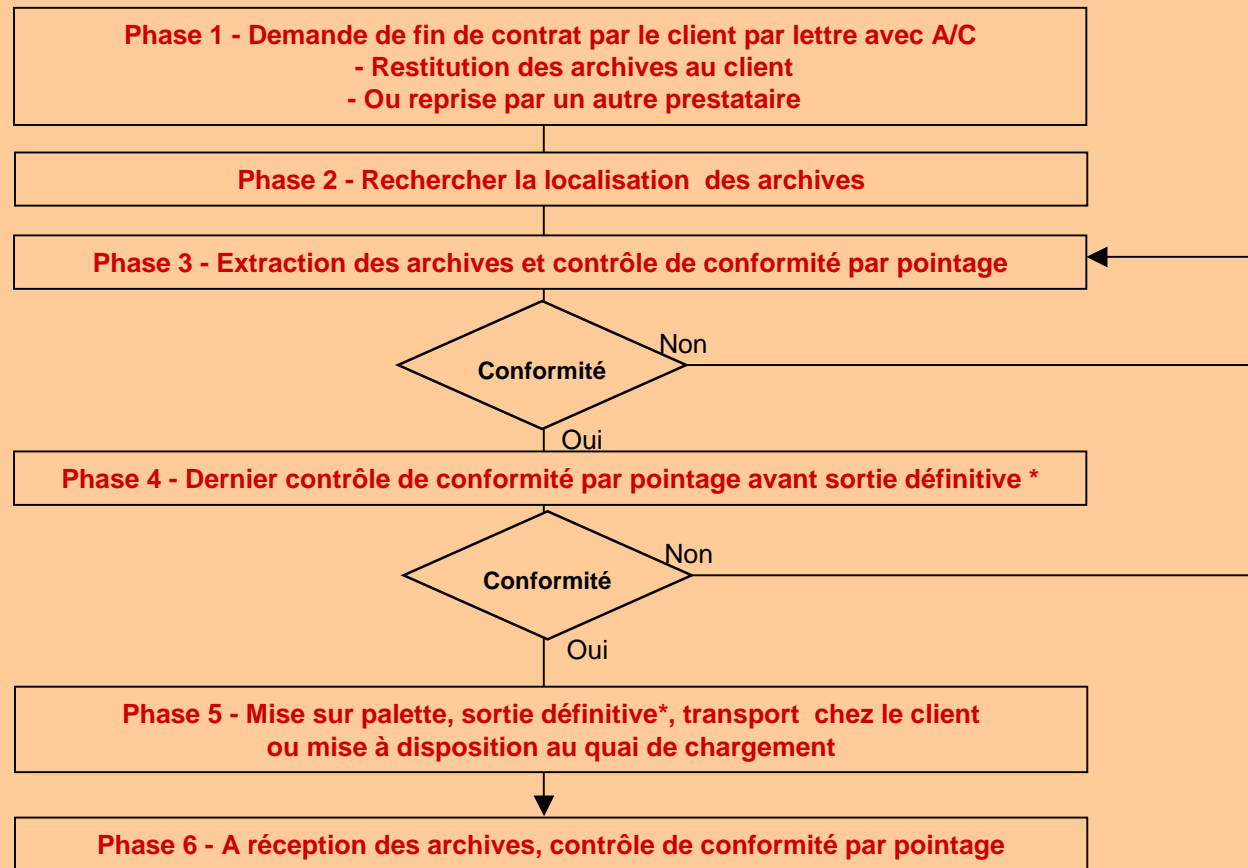 Phase 1 - Demande de fin de contrat par le client par lettre avec A/C
- Restitution des archives au client
- Ou reprise par un autre prestataire
Phase 2 - Rechercher la localisation des archives
Phase 3 - Extraction des archives et contrôle de conformité par pointage
Non
Conformité
Oui
Phase 4 - Dernier contrôle de conformité par pointage avant sortie définitive *
Non
Conformité
Oui
Phase 5 - Mise sur palette, sortie définitive*, transport chez le client
ou mise à disposition au quai de chargement
Phase 6 - A réception des archives, contrôle de conformité par pointage